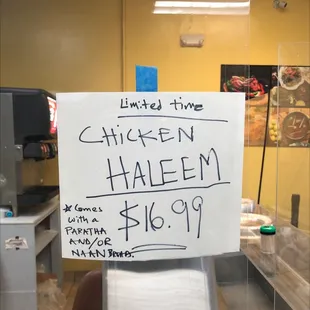 Limited time
CHICKEN
HALEEM
* Comes
with a
PARATHA
AND/OR
NAAN
$16.99